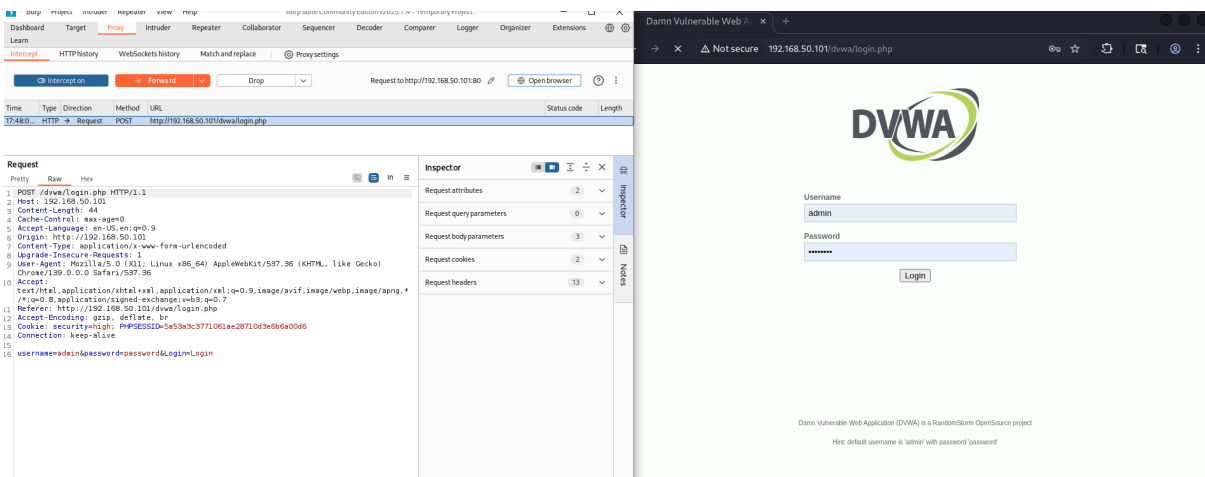 Burp Project Intruder Repeater View Help Burp Suite Community Edition v2025.7.4 - Temporary Project
Dashboard Target Proxy Intruder Repeater Collaborator Sequencer Decoder Comparer Logger Organizer Extensions
Learn
Intercept HTTP history WebSockets history Match and replace Proxy settings
Intercept on Forward Drop Request to http://192.168.50.101:80 Open browser
Time Type Direction Method URL Status code Length
17:48:0... HTTP → Request POST http://192.168.50.101/dvwa/login.php
Request
Pretty Raw Hex
\n
1 POST /dvwa/login.php HTTP/1.1
2 Host: 192.168.50.101
3 Content-Length: 44
4 Cache-Control: max-age=0
5 Accept-Language: en-US,en;q=0.9
6 Origin: http://192.168.50.101
7 Content-Type: application/x-www-form-urlencoded
8 Upgrade-Insecure-Requests: 1
9 User-Agent: Mozilla/5.0 (X11; Linux x86_64) AppleWebKit/537.36 (KHTML, like Gecko)
Chrome/139.0.0.0 Safari/537.36
10 Accept:
text/html,application/xhtml+xml,application/xml;q=0.9,image/avif,image/webp,image/apng,*
/*;q=0.8,application/signed-exchange;v=b3;q=0.7
11 Referer: http://192.168.50.101/dvwa/login.php
12 Accept-Encoding: gzip, deflate, br
13 Cookie: security=high; PHPSESSID=5a53a3c3771061ae28710d3e6b6a00d6
14 Connection: keep-alive
15
16 username=admin&password=password&Login=Login
Inspector
Request attributes 2
Request query parameters 0
Request body parameters 3
Request cookies 2
Request headers 13
Inspector
Notes
Damn Vulnerable Web A
Not secure 192.168.50.101/dvwa/login.php
DVWA
Username
admin
Password
••••••••
Login
Damn Vulnerable Web Application (DVWA) is a RandomStorm OpenSource project
Hint: default username is 'admin' with password 'password'